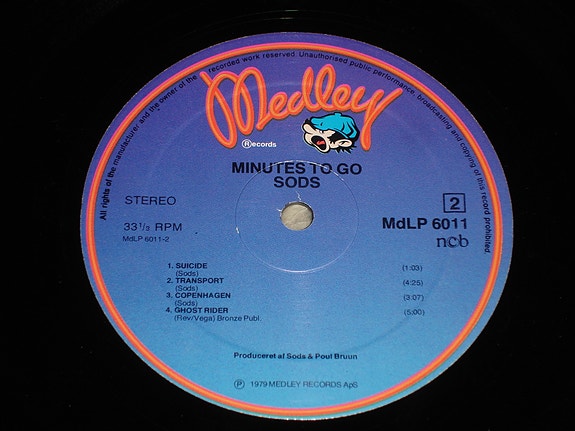 All rights of the manufacturer and the owner of the recorded work reserved. Unauthorised public performance, broadcasting and copying of this record prohibited
Medley
Records
MINUTES TO GO
SODS
STEREO
2
33 1/3 RPM
MdLP 6011
MdLP 6011-2
ncb
1. SUICIDE (1:03)
(Sods)
2. TRANSPORT (4:25)
(Sods)
3. COPENHAGEN (3:07)
(Sods)
4. GHOST RIDER (5:00)
(Rev/Vega) Bronze Publ.
Produceret af Sods & Poul Bruun
Ⓟ 1979 MEDLEY RECORDS ApS